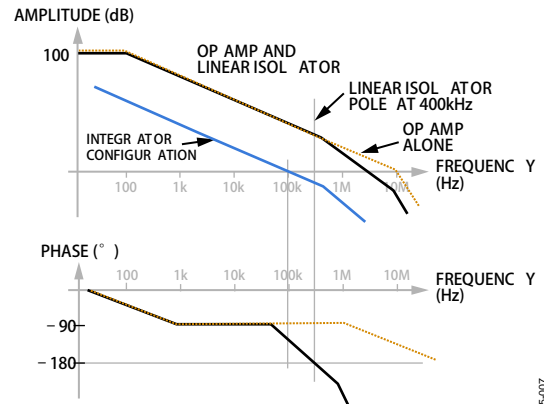 AMPLITUDE (dB)
100
OP AMP AND
LINEAR ISOL ATOR
LINEAR ISOL ATOR
POLE AT 400kHz
OP AMP
ALONE
INTEGR ATOR
CONFIGUR ATION
FREQUENC Y
(Hz)
100 1k 10k 100k 1M 10M
PHASE (°)
100 1k 10k 100k 1M 10M
FREQUENC Y
(Hz)
–90
–180